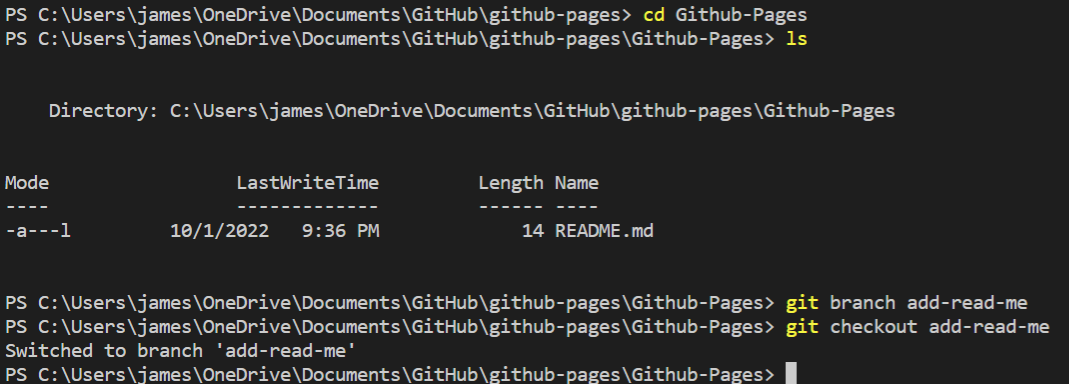 PS C:\Users\james\OneDrive\Documents\GitHub\github-pages> cd Github-Pages
PS C:\Users\james\OneDrive\Documents\GitHub\github-pages\Github-Pages> ls
Directory: C:\Users\james\OneDrive\Documents\GitHub\github-pages\Github-Pages
Mode                 LastWriteTime         Length Name
----                 -------------         ------ ----
-a---l         10/1/2022   9:36 PM             14 README.md
PS C:\Users\james\OneDrive\Documents\GitHub\github-pages\Github-Pages> git branch add-read-me
PS C:\Users\james\OneDrive\Documents\GitHub\github-pages\Github-Pages> git checkout add-read-me
Switched to branch 'add-read-me'
PS C:\Users\james\OneDrive\Documents\GitHub\github-pages\Github-Pages>